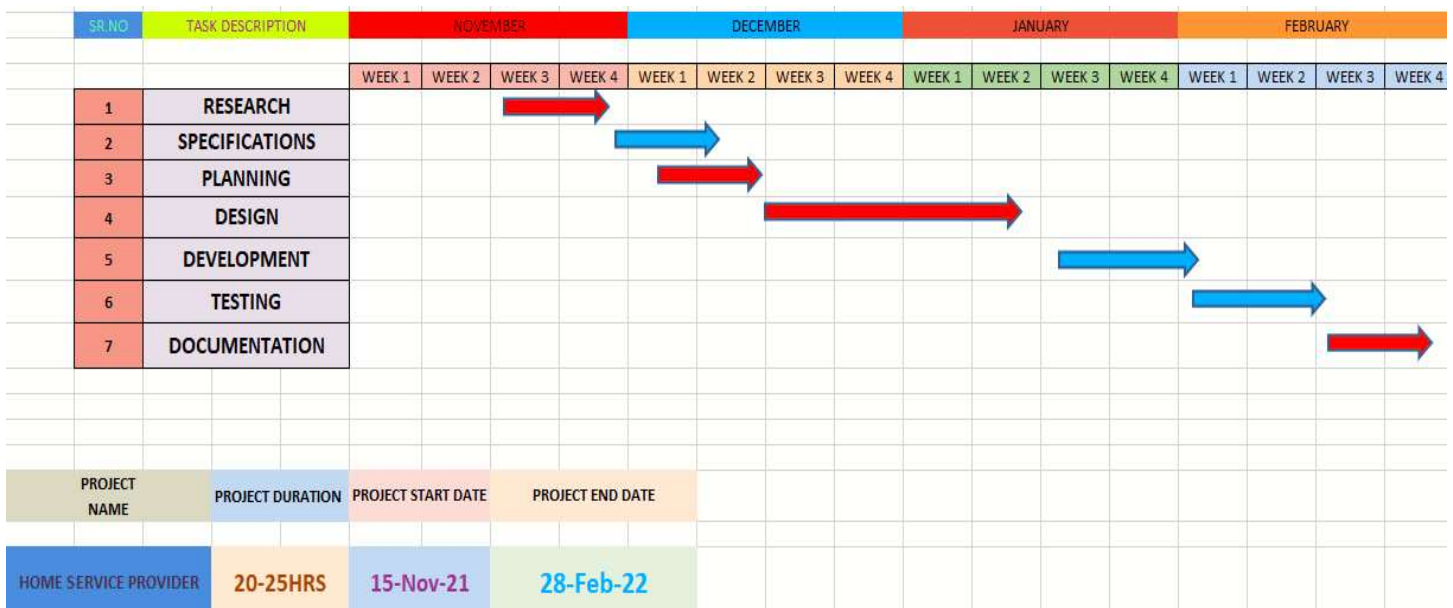 SR.NO TASK DESCRIPTION NOVEMBER DECEMBER JANUARY FEBRUARY
WEEK 1 WEEK 2 WEEK 3 WEEK 4 WEEK 1 WEEK 2 WEEK 3 WEEK 4 WEEK 1 WEEK 2 WEEK 3 WEEK 4 WEEK 1 WEEK 2 WEEK 3 WEEK 4
1 RESEARCH
2 SPECIFICATIONS
3 PLANNING
4 DESIGN
5 DEVELOPMENT
6 TESTING
7 DOCUMENTATION
PROJECT
NAME
PROJECT DURATION PROJECT START DATE PROJECT END DATE
HOME SERVICE PROVIDER 20-25HRS 15-Nov-21 28-Feb-22